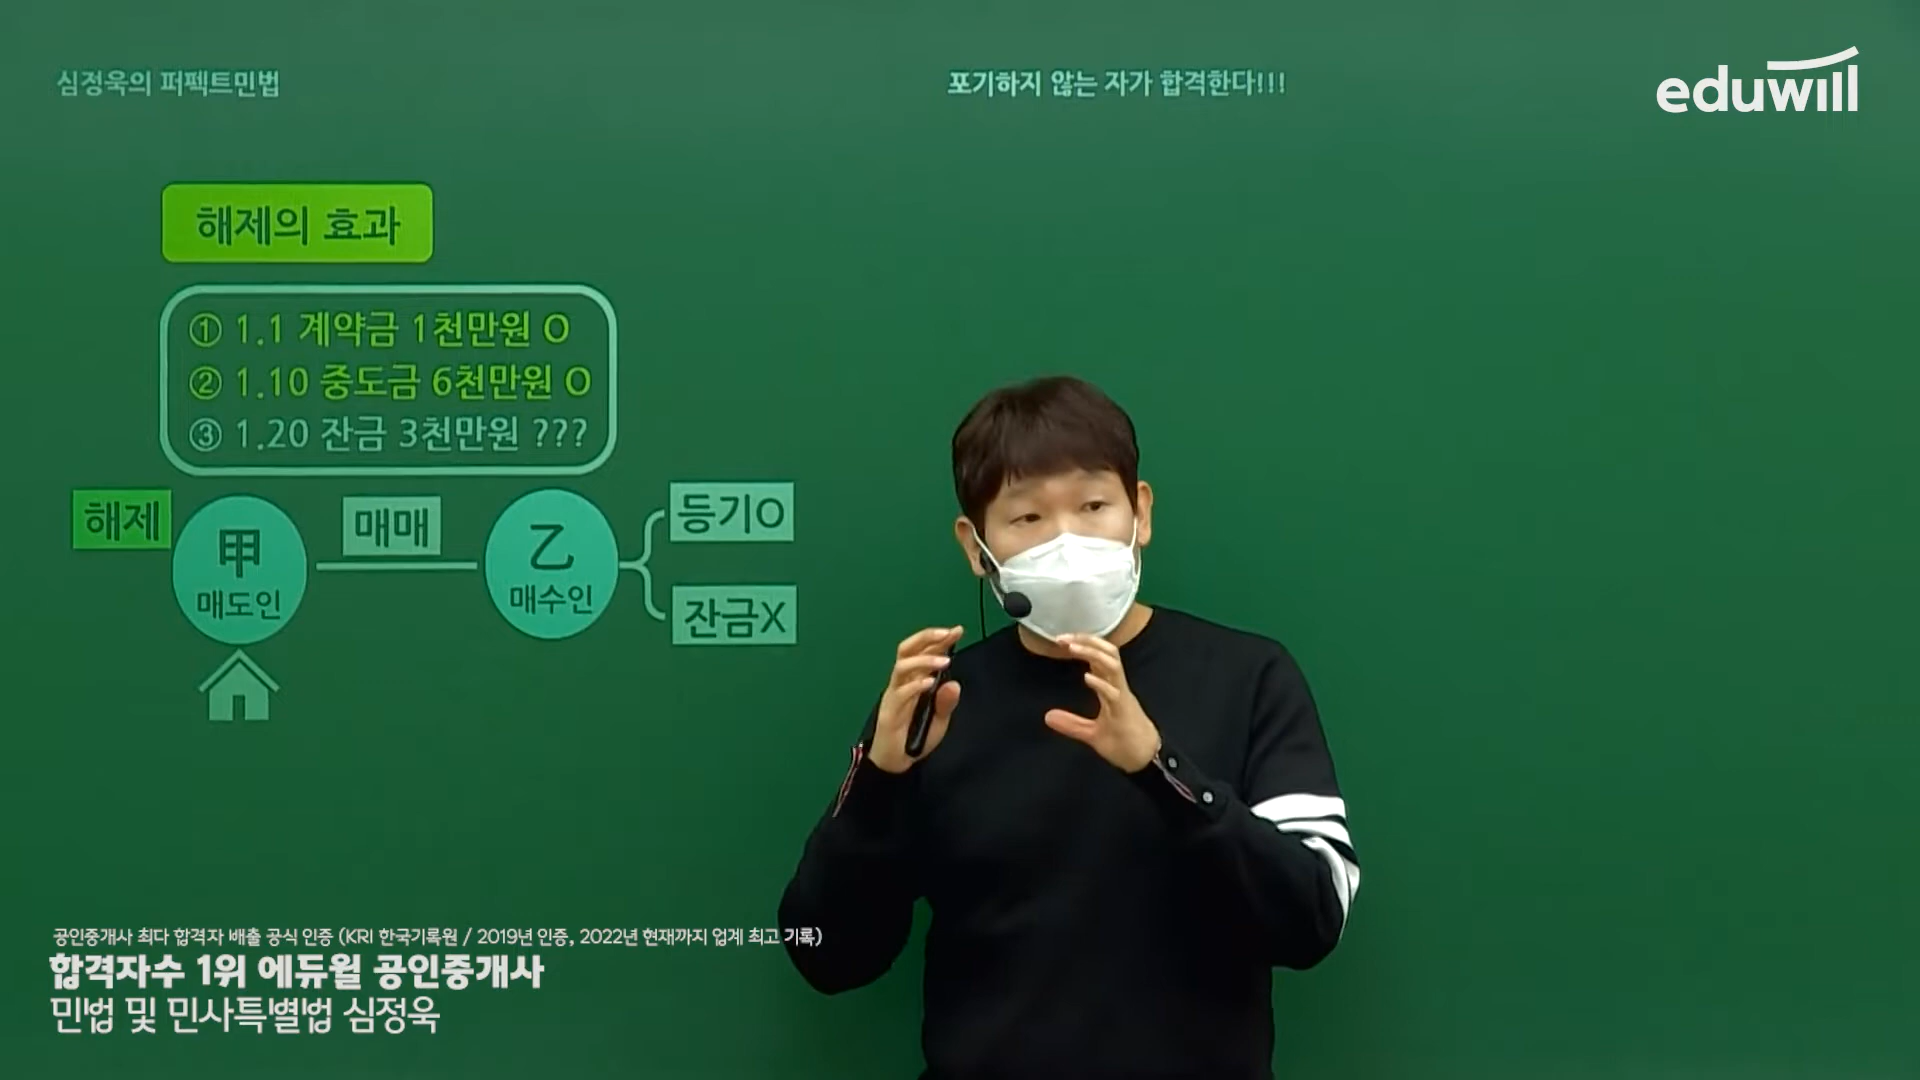 심정욱의 퍼펙트민법
포기하지 않는 자가 합격한다!!!
eduwill
해제의 효과
① 1.1 계약금 1천만원 O
② 1.10 중도금 6천만원 O
③ 1.20 잔금 3천만원 ???
해제
甲
매도인
매매
乙
매수인
등기O
잔금X
공인중개사 최다 합격자 배출 공식 인증 (KRI 한국기록원 / 2019년 인증, 2022년 현재까지 업계 최고 기록)
합격자수 1위 에듀윌 공인중개사
민법 및 민사특별법 심정욱